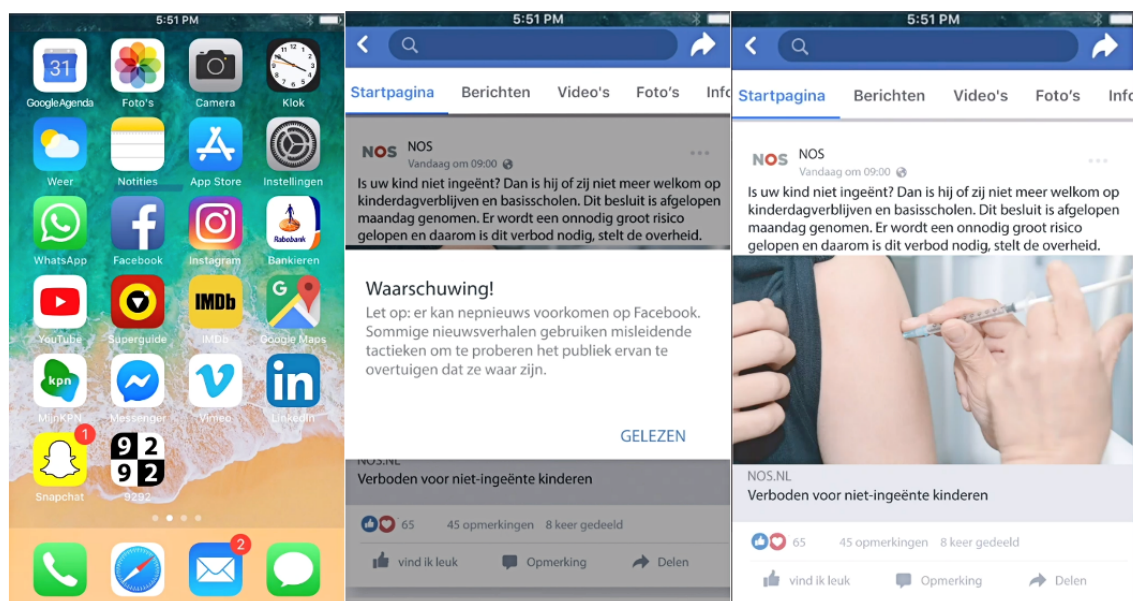 5:51 PM
31
GoogleAgenda
Foto's
Camera
Klok
Weer
Notities
App Store
Instellingen
Rabobank
WhatsApp
Facebook
Instagram
Bankieren
IMDb
G
YouTube
Superguide
IMDb
Google Maps
kpn
in
MijnKPN
Messenger
Vimeo
LinkedIn
1
92
92
Snapchat
9292
2
5:51 PM
Startpagina Berichten Video's Foto's Info
NOS NOS
Vandaag om 09:00
Is uw kind niet ingeënt? Dan is hij of zij niet meer welkom op
kinderdagverblijven en basisscholen. Dit besluit is afgelopen
maandag genomen. Er wordt een onnodig groot risico
gelopen en daarom is dit verbod nodig, stelt de overheid.
Waarschuwing!
Let op: er kan nepnieuws voorkomen op Facebook.
Sommige nieuwsverhalen gebruiken misleidende
tactieken om te proberen het publiek ervan te
overtuigen dat ze waar zijn.
GELEZEN
NOS.NL
Verboden voor niet-ingeënte kinderen
65 45 opmerkingen 8 keer gedeeld
vind ik leuk Opmerking Delen
5:51 PM
Startpagina Berichten Video's Foto's Info
NOS NOS
Vandaag om 09:00
Is uw kind niet ingeënt? Dan is hij of zij niet meer welkom op
kinderdagverblijven en basisscholen. Dit besluit is afgelopen
maandag genomen. Er wordt een onnodig groot risico
gelopen en daarom is dit verbod nodig, stelt de overheid.
NOS.NL
Verboden voor niet-ingeënte kinderen
65 45 opmerkingen 8 keer gedeeld
vind ik leuk Opmerking Delen